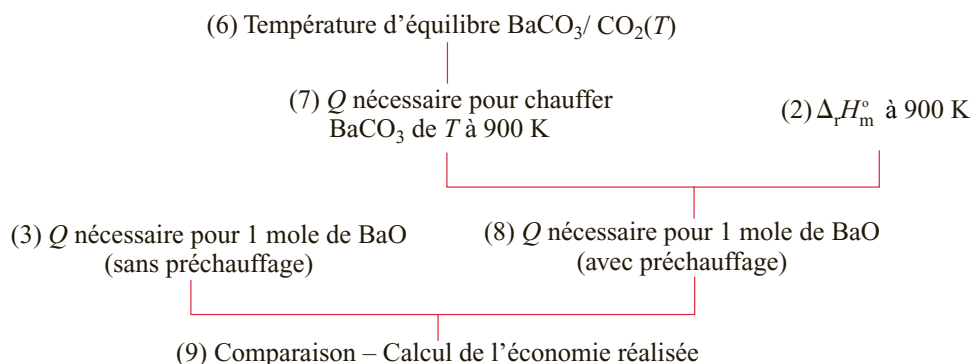 (6) Température d'équilibre BaCO₃/ CO₂(T)
(7) Q nécessaire pour chauffer
BaCO₃ de T à 900 K
(2) ΔᵣH°ₘ à 900 K
(3) Q nécessaire pour 1 mole de BaO
(sans préchauffage)
(8) Q nécessaire pour 1 mole de BaO
(avec préchauffage)
(9) Comparaison – Calcul de l'économie réalisée